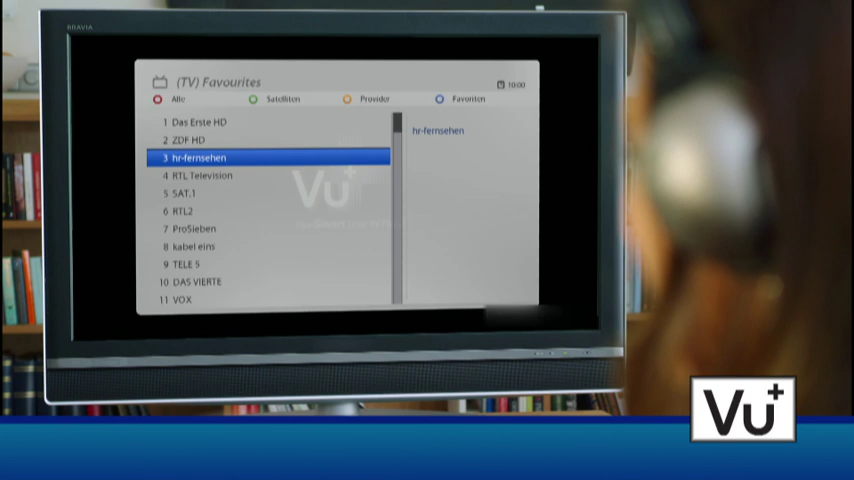 BRAVIA
(TV) Favourites
10:00
Alle Satelliten Provider Favoriten
1 Das Erste HD
hr-fernsehen
2 ZDF HD
3 hr-fernsehen
4 RTL Television
5 SAT.1
6 RTL2
7 ProSieben
8 kabel eins
9 TELE 5
10 DAS VIERTE
11 VOX
Vu+
Vu+